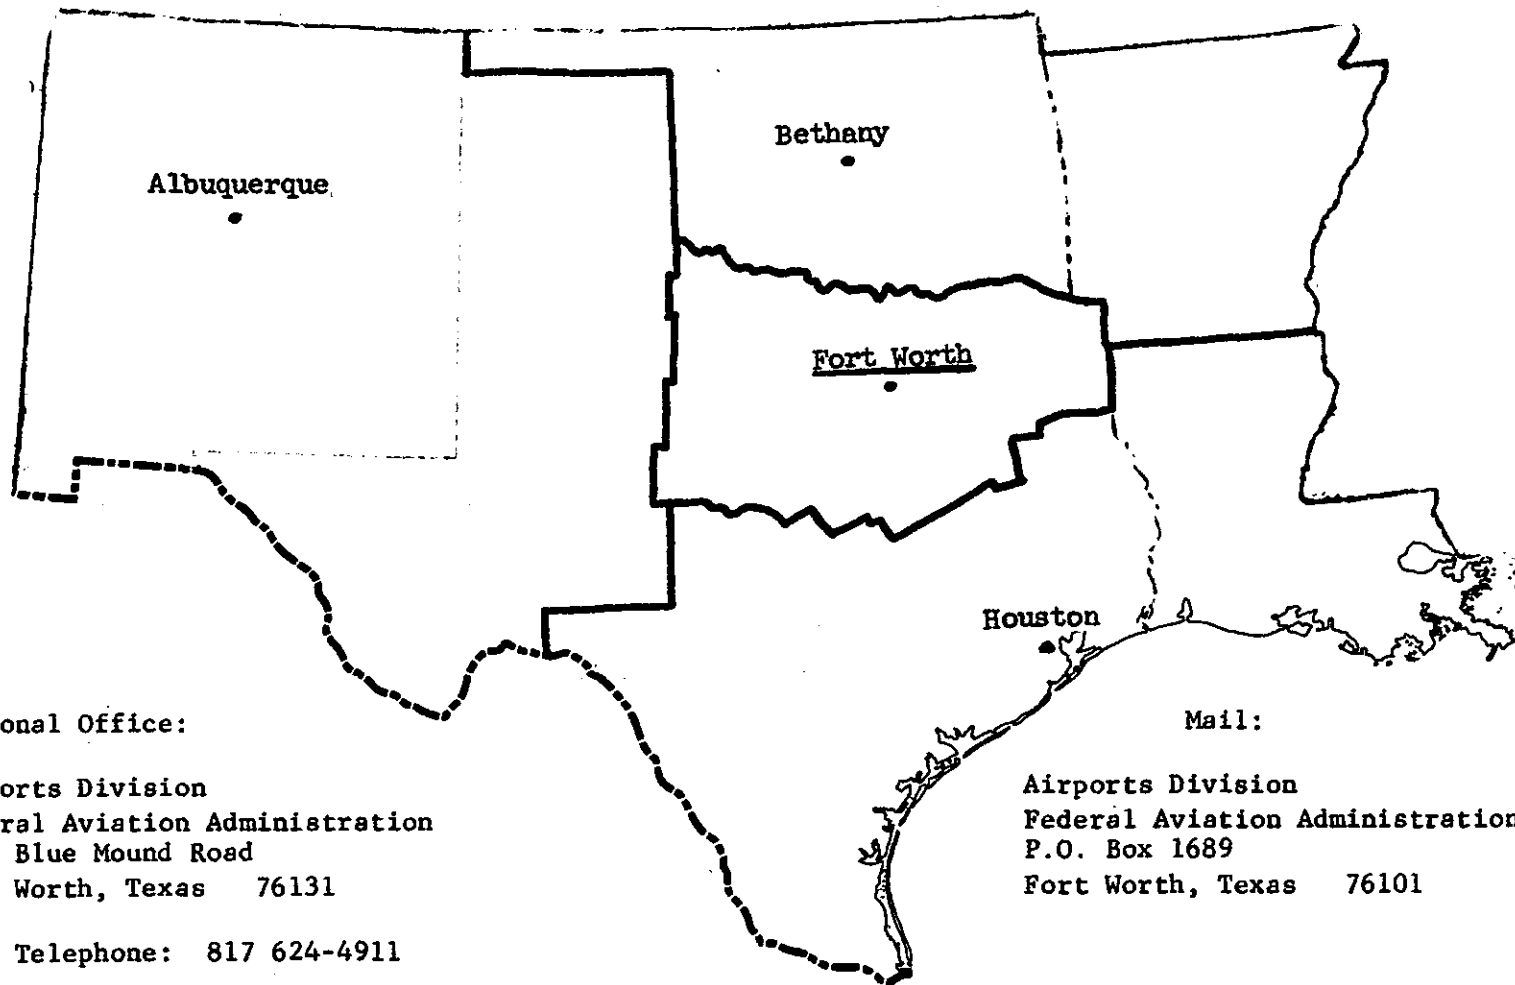 Bethany
Albuquerque
Fort Worth
Houston
onal Office:
orts Division
ral Aviation Administration
Blue Mound Road
Worth, Texas 76131
Telephone: 817 624-4911
Mail:
Airports Division
Federal Aviation Administration
P.O. Box 1689
Fort Worth, Texas 76101